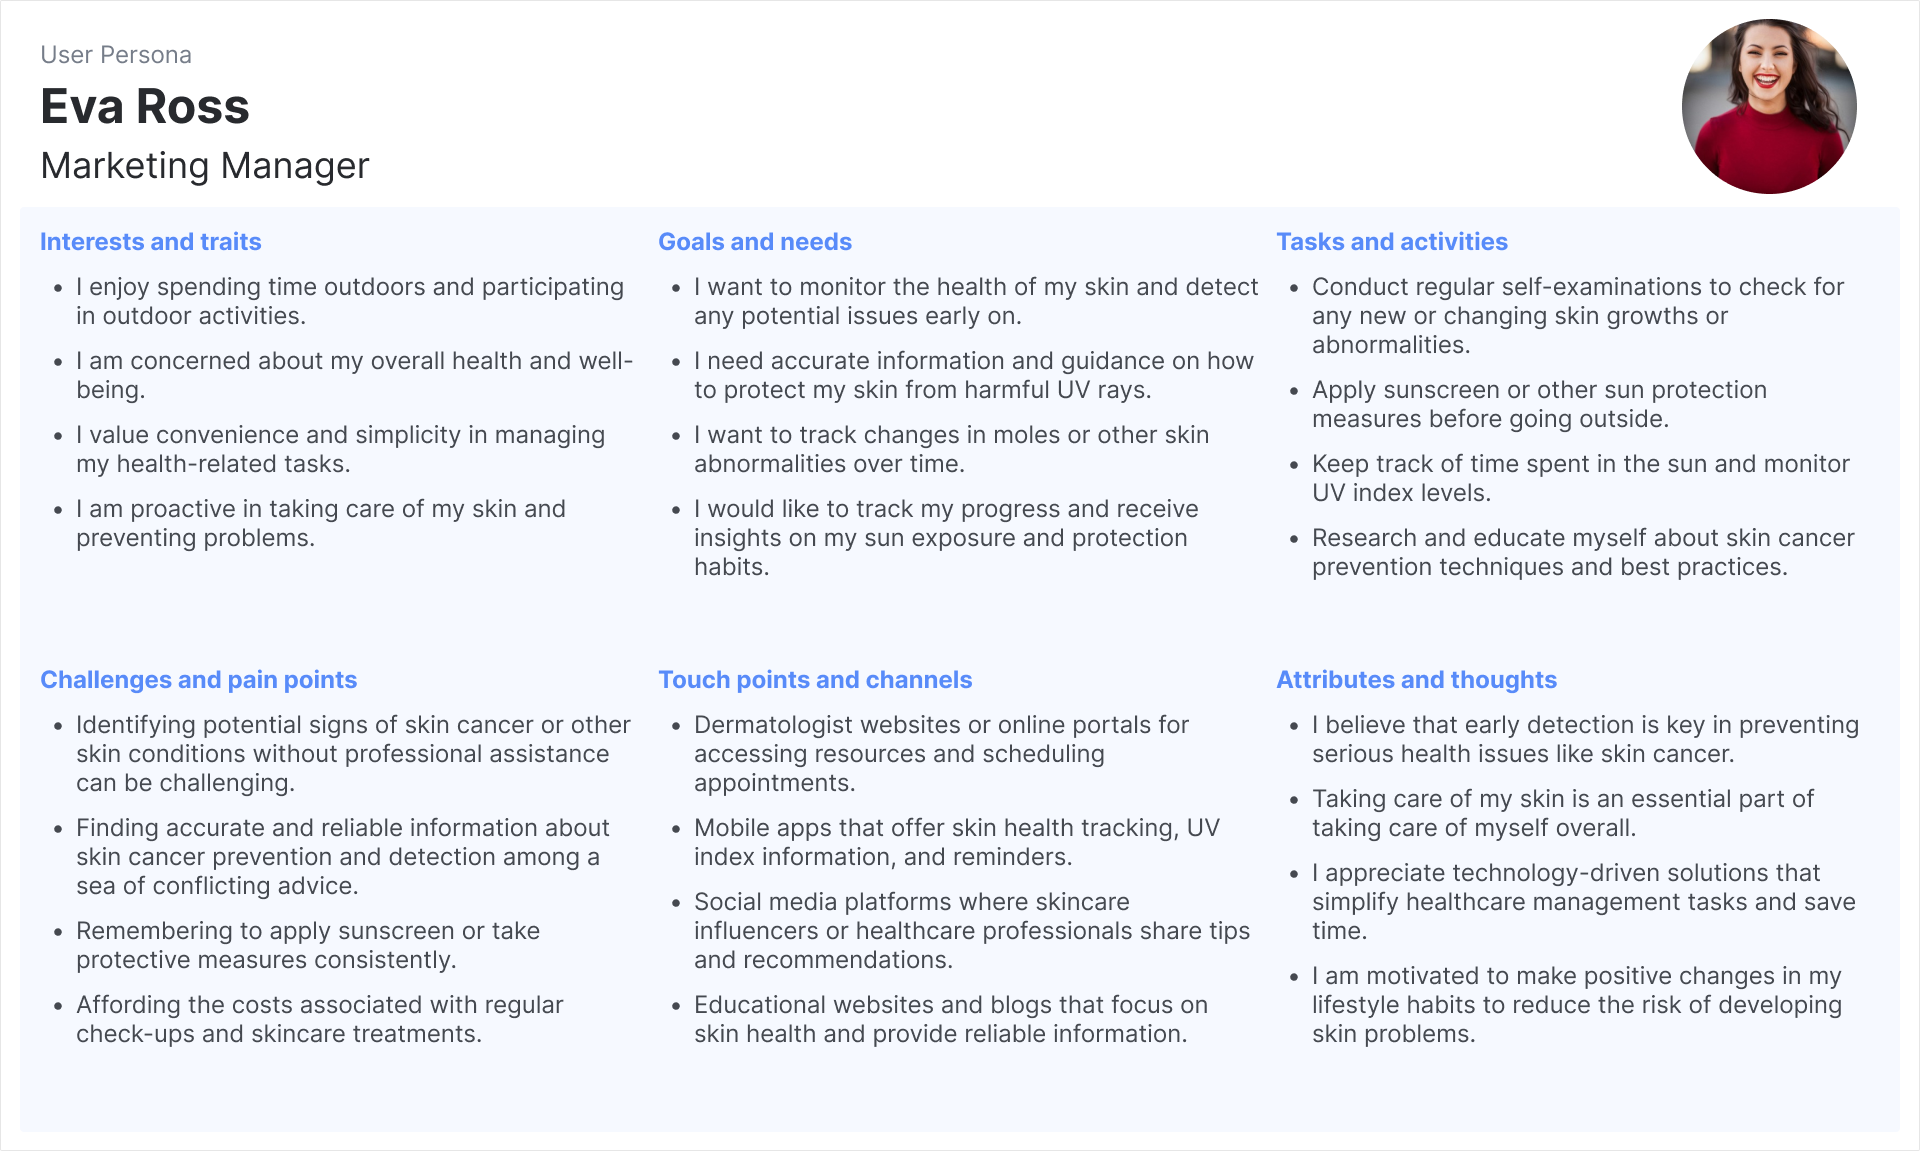 User Persona
Eva Ross
Marketing Manager
Interests and traits
• I enjoy spending time outdoors and participating
in outdoor activities.
• I am concerned about my overall health and well-
being.
• I value convenience and simplicity in managing
my health-related tasks.
• I am proactive in taking care of my skin and
preventing problems.
Goals and needs
• I want to monitor the health of my skin and detect
any potential issues early on.
• I need accurate information and guidance on how
to protect my skin from harmful UV rays.
• I want to track changes in moles or other skin
abnormalities over time.
• I would like to track my progress and receive
insights on my sun exposure and protection
habits.
Tasks and activities
• Conduct regular self-examinations to check for
any new or changing skin growths or
abnormalities.
• Apply sunscreen or other sun protection
measures before going outside.
• Keep track of time spent in the sun and monitor
UV index levels.
• Research and educate myself about skin cancer
prevention techniques and best practices.
Challenges and pain points
• Identifying potential signs of skin cancer or other
skin conditions without professional assistance
can be challenging.
• Finding accurate and reliable information about
skin cancer prevention and detection among a
sea of conflicting advice.
• Remembering to apply sunscreen or take
protective measures consistently.
• Affording the costs associated with regular
check-ups and skincare treatments.
Touch points and channels
• Dermatologist websites or online portals for
accessing resources and scheduling
appointments.
• Mobile apps that offer skin health tracking, UV
index information, and reminders.
• Social media platforms where skincare
influencers or healthcare professionals share tips
and recommendations.
• Educational websites and blogs that focus on
skin health and provide reliable information.
Attributes and thoughts
• I believe that early detection is key in preventing
serious health issues like skin cancer.
• Taking care of my skin is an essential part of
taking care of myself overall.
• I appreciate technology-driven solutions that
simplify healthcare management tasks and save
time.
• I am motivated to make positive changes in my
lifestyle habits to reduce the risk of developing
skin problems.